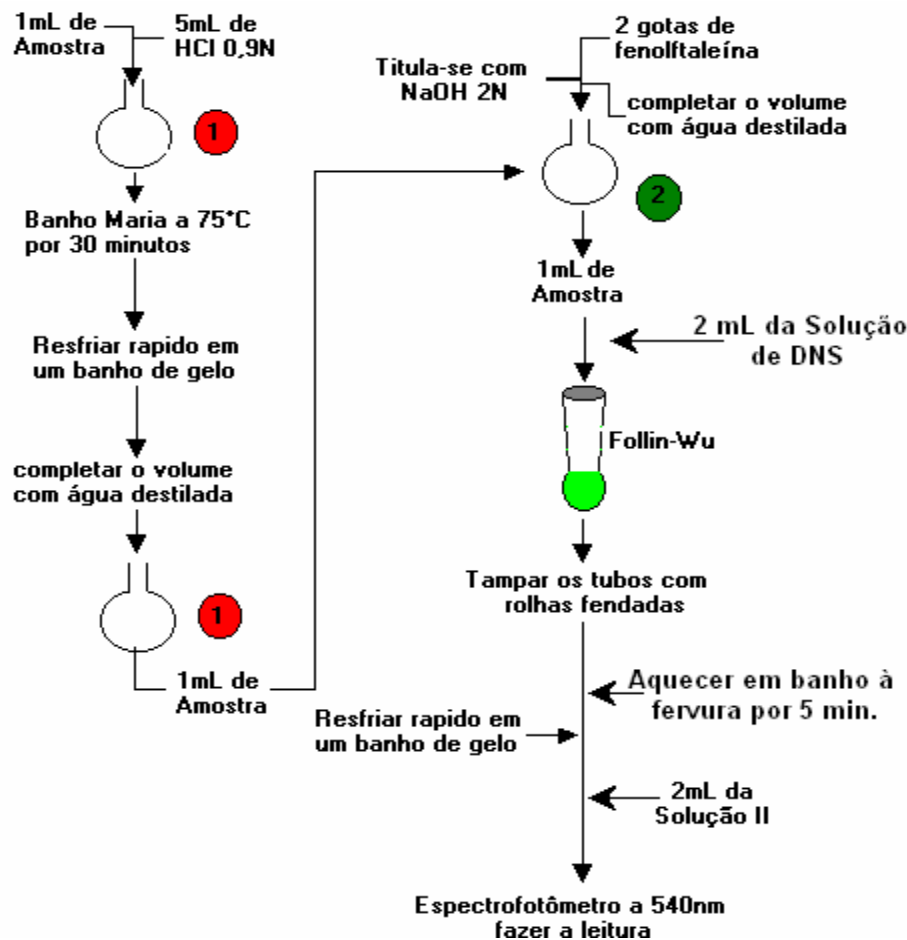 1mL de
Amostra
5mL de
HCl 0,9N
1
Banho Maria a 75*C
por 30 minutos
Resfriar rapido em
um banho de gelo
completar o volume
com água destilada
1
1mL de
Amostra
2 gotas de
fenolftaleína
Titula-se com
NaOH 2N
completar o volume
com água destilada
2
1mL de
Amostra
2 mL da Solução
de DNS
Follin-Wu
Tampar os tubos com
rolhas fendadas
Aquecer em banho à
fervura por 5 min.
Resfriar rapido em
um banho de gelo
2mL da
Solução II
Espectrofotômetro a 540nm
fazer a leitura